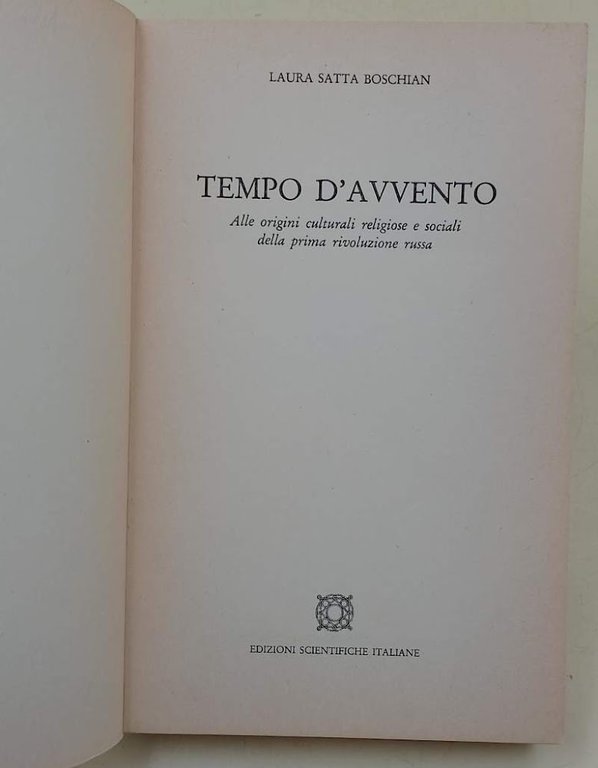 LAURA SATTA BOSCHIAN
TEMPO D'AVVENTO
Alle origini culturali religiose e sociali
della prima rivoluzione russa
EDIZIONI SCIENTIFICHE ITALIANE